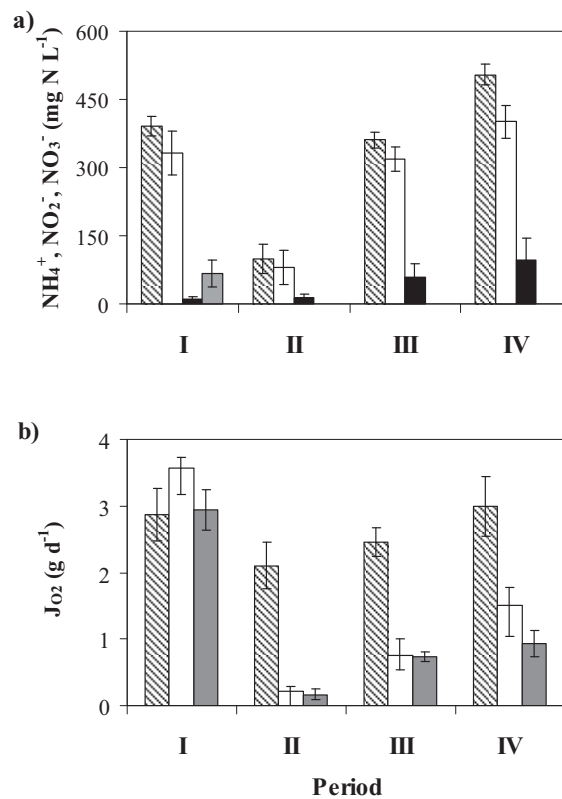 a)
NH₄⁺, NO₂⁻, NO₃⁻ (mg N L⁻¹)
600
450
300
150
0
I II III IV
b)
J_O2 (g d⁻¹)
4
3
2
1
0
I II III IV
Period